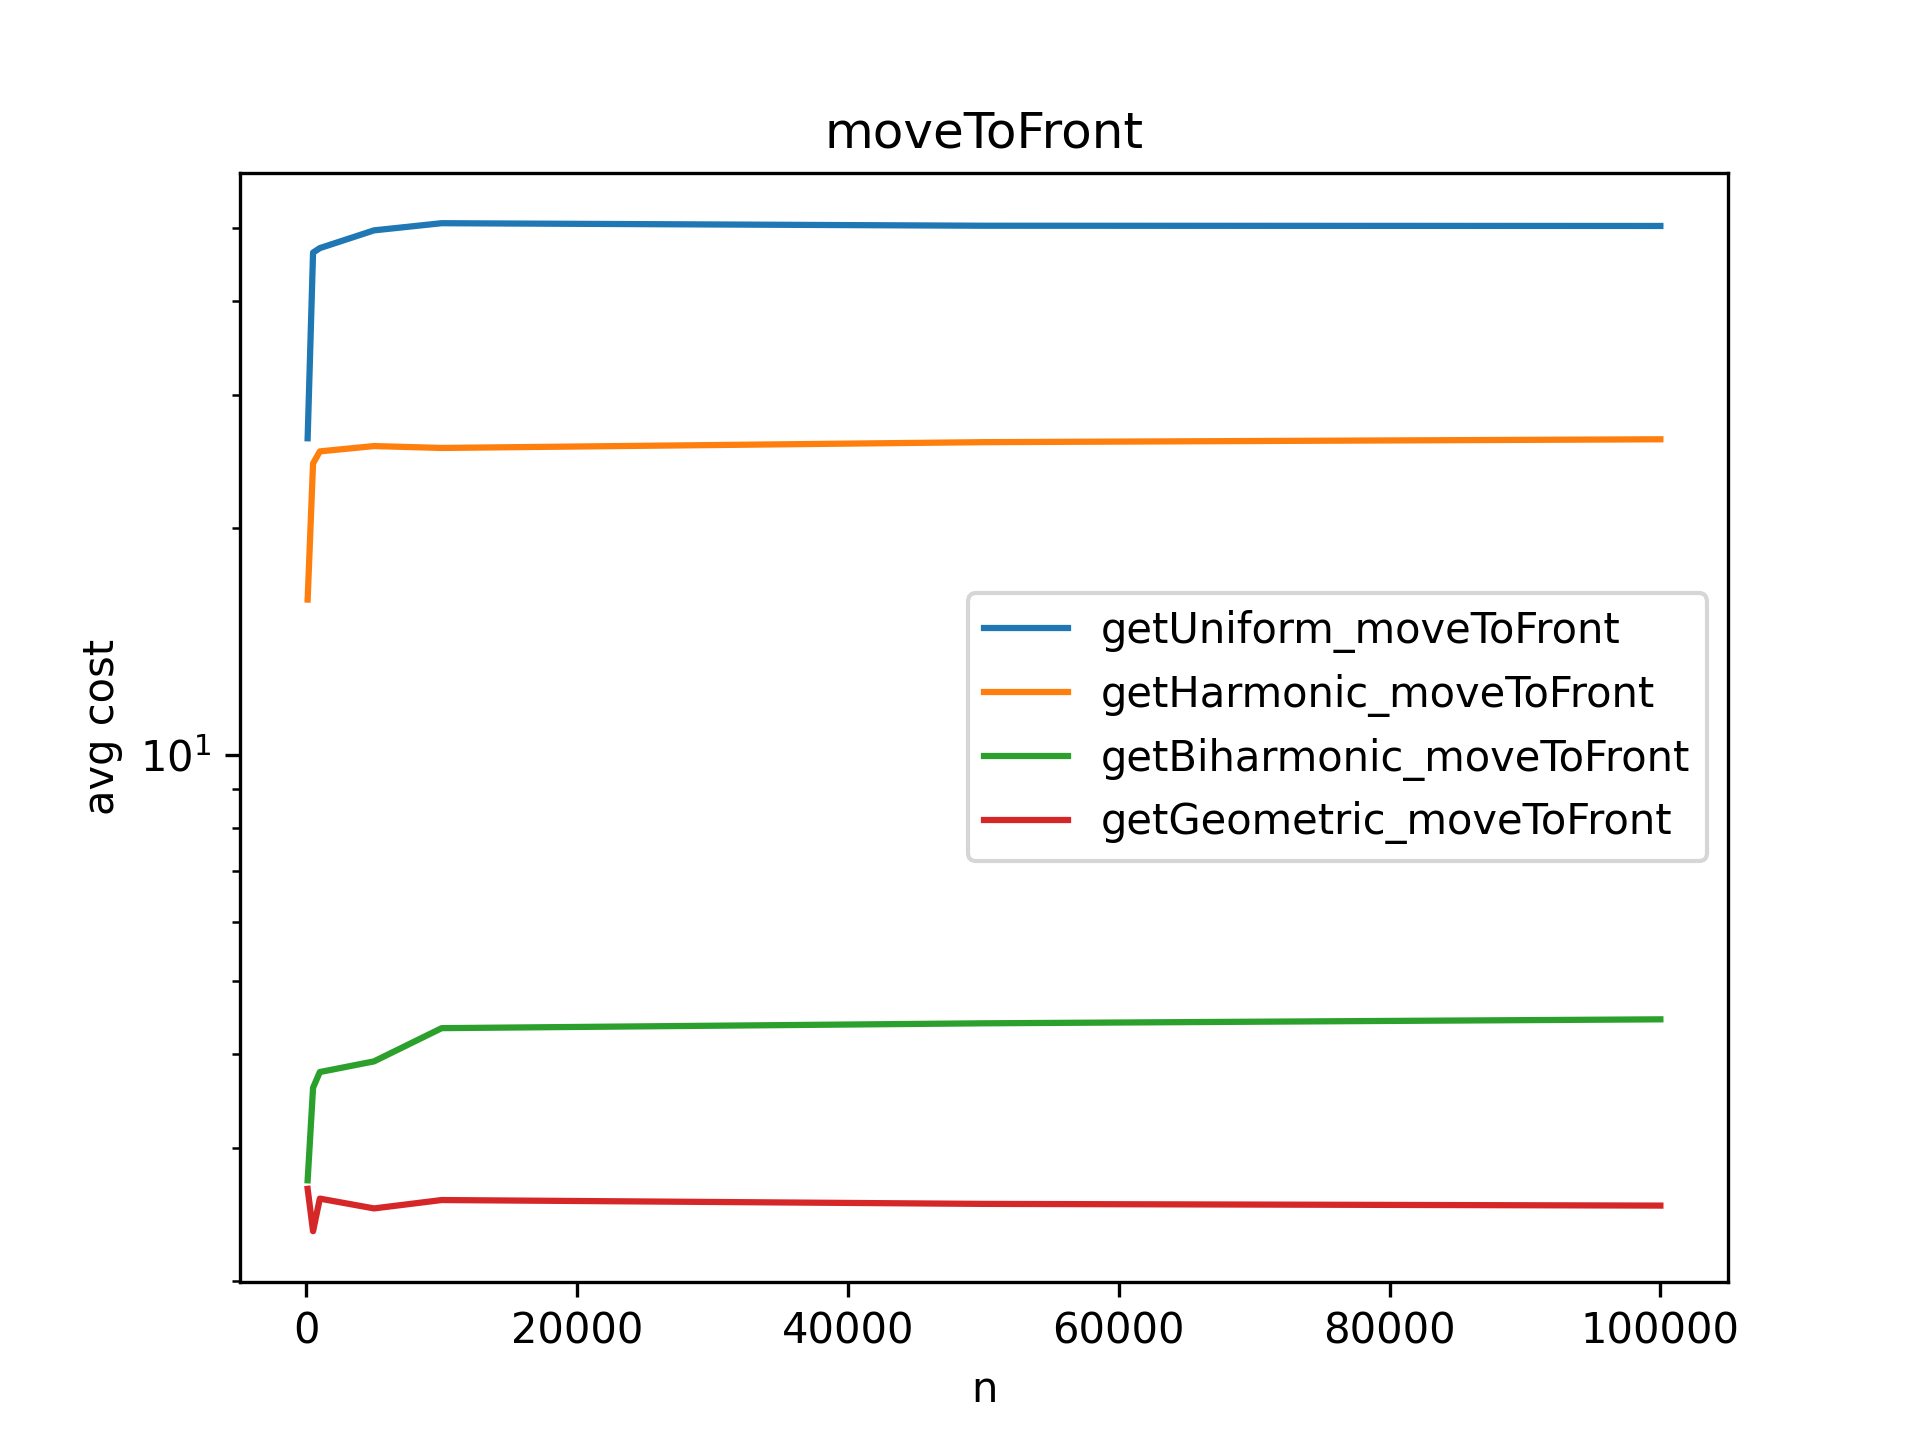 moveToFront
avg cost
10¹
getUniform_moveToFront
getHarmonic_moveToFront
getBiharmonic_moveToFront
getGeometric_moveToFront
0 20000 40000 60000 80000 100000
n